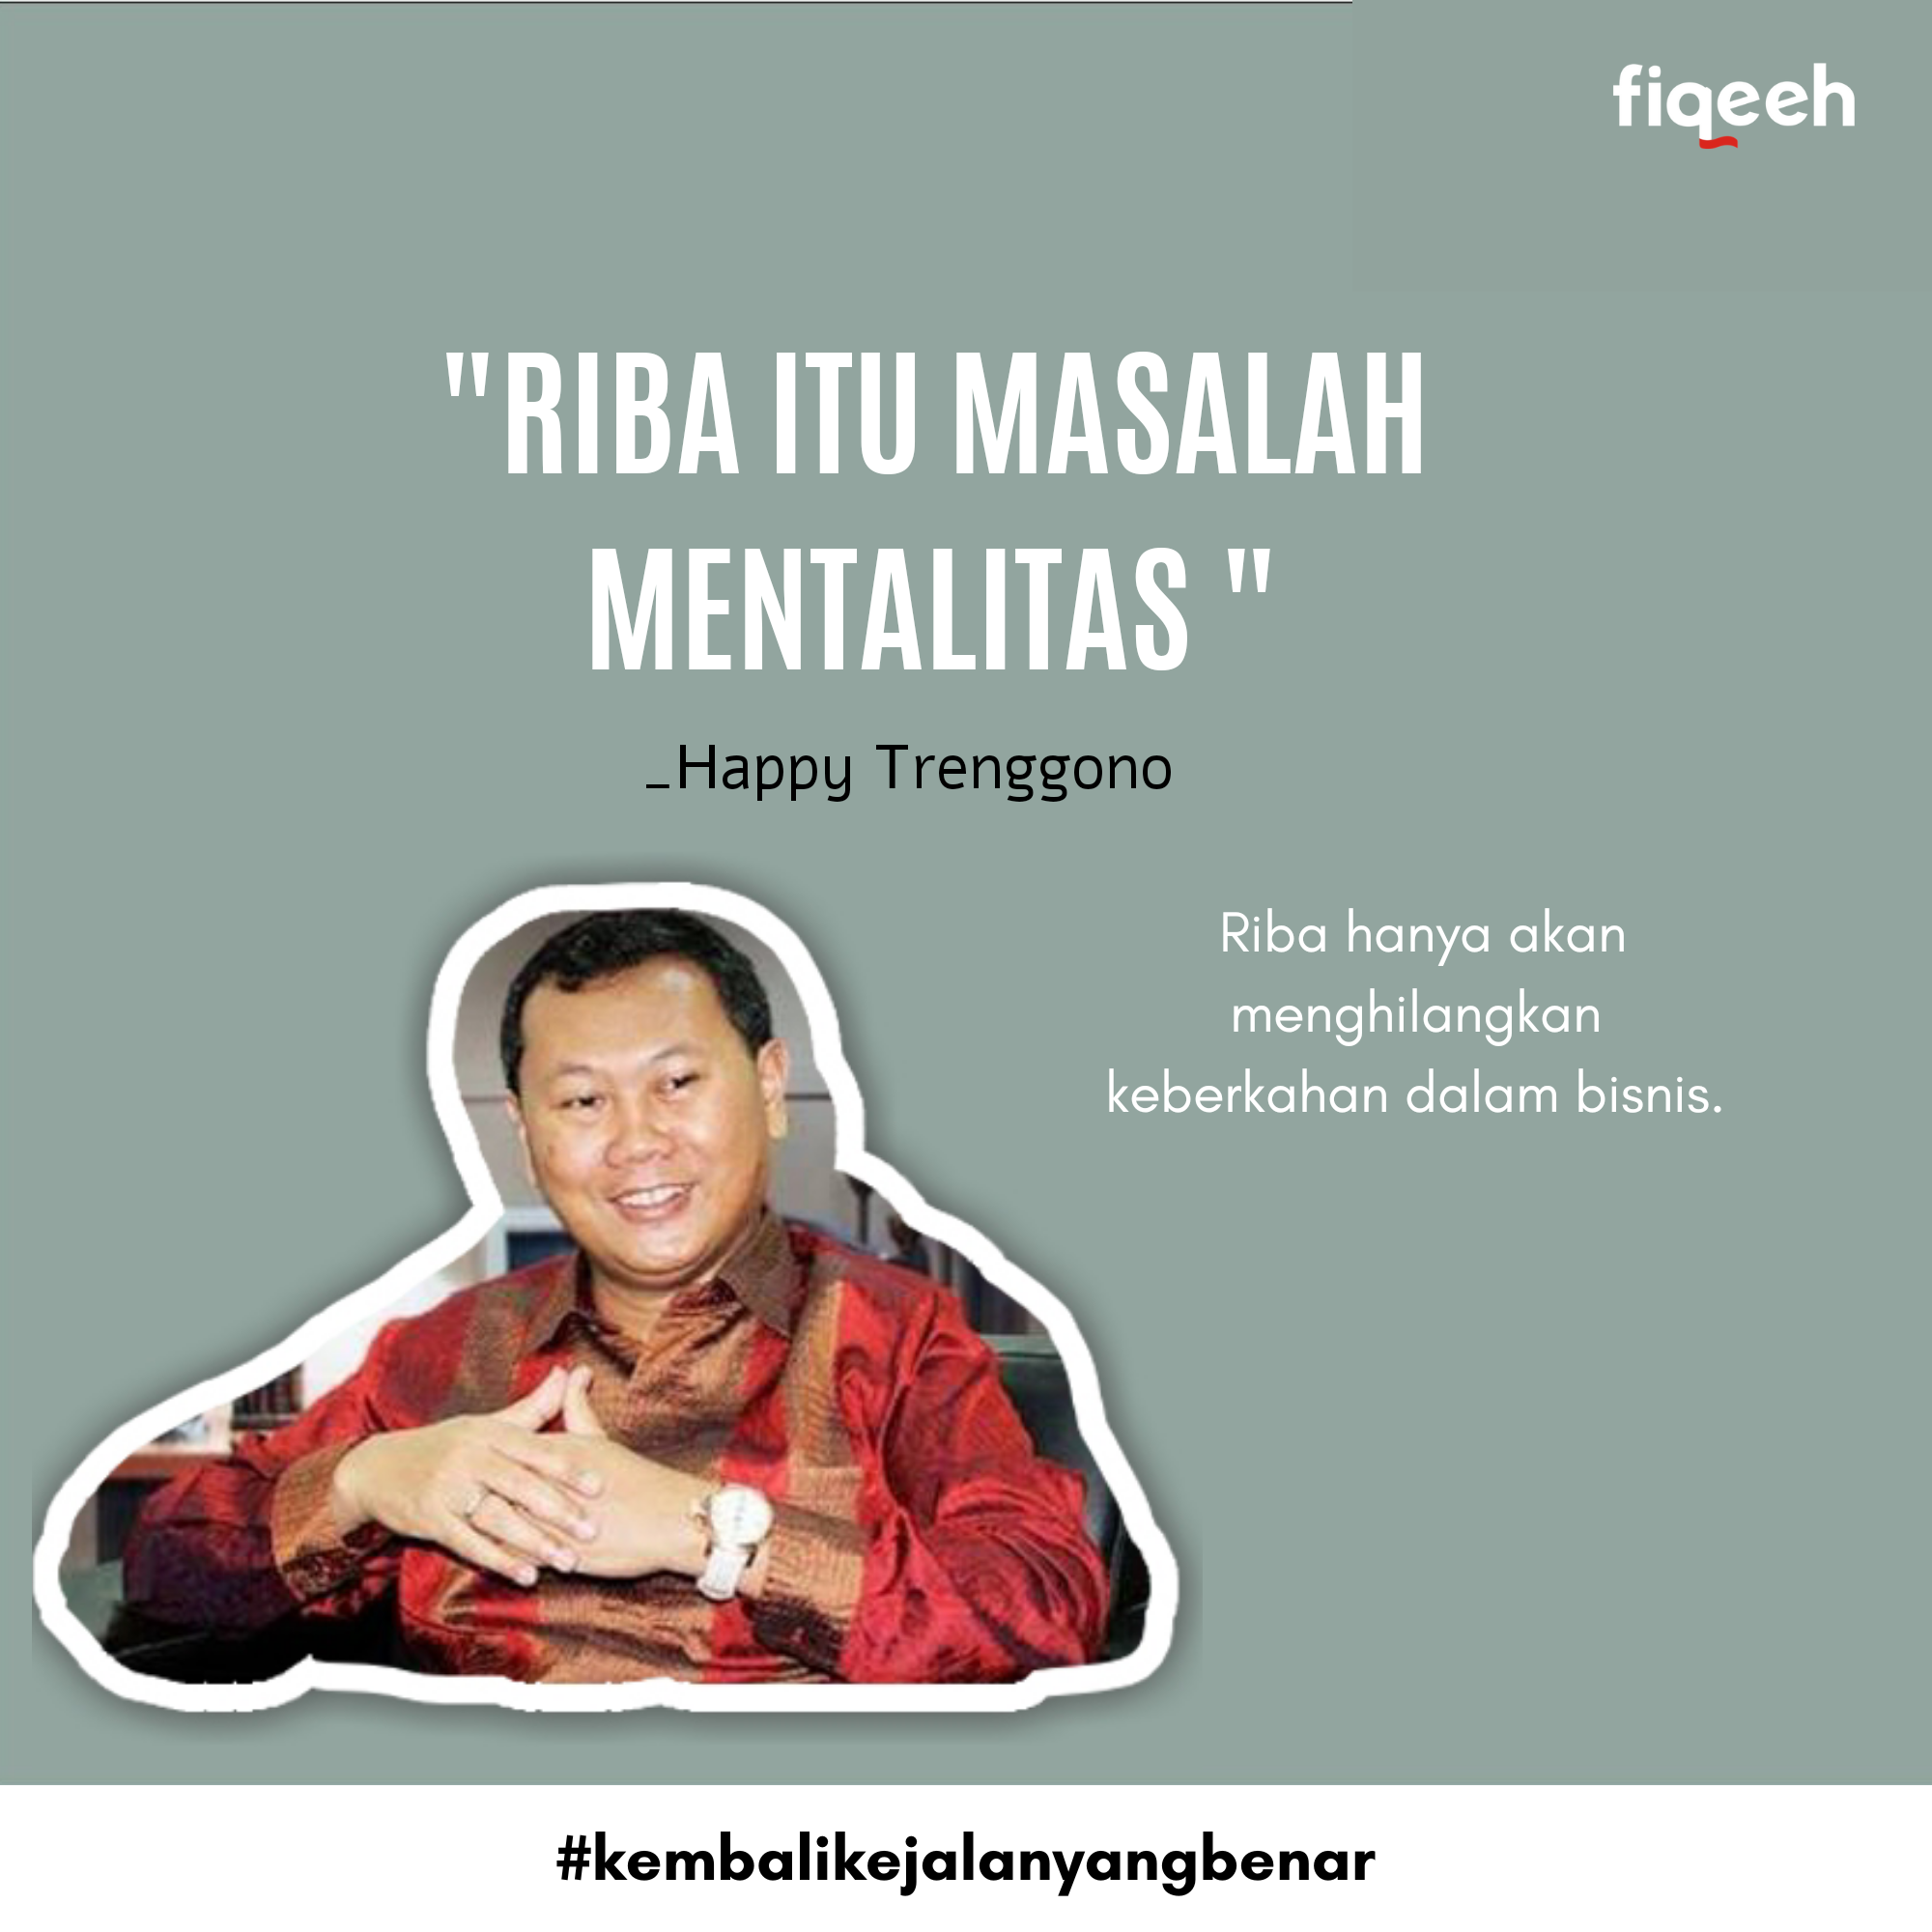 fiqeeh
"RIBA ITU MASALAH
MENTALITAS "
_Happy Trenggono
Riba hanya akan
menghilangkan
keberkahan dalam bisnis.
#kembalikejalanyangbenar